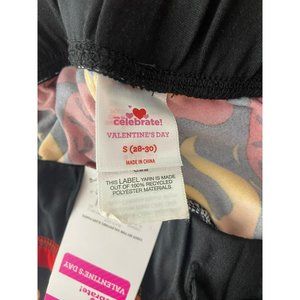 celebrate!
VALENTINE'S DAY
S (28-30)
MADE IN CHINA
THIS LABEL YARN IS MADE
OUT OF 100% RECYCLED
POLYESTER MATERIALS.
VALENTINE'S DAY